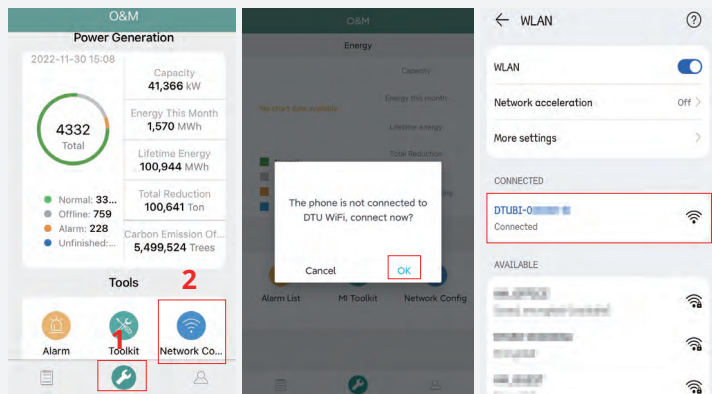 O&M
Power Generation
2022-11-30 15:08
Capacity
41,366 kW
4332
Total
Energy This Month
1,570 MWh
Lifetime Energy
100,944 MWh
Total Reduction
100,641 Ton
Carbon Emission Of...
5,499,524 Trees
Normal: 33...
Offline: 759
Alarm: 228
Unfinished:...
Tools
2
1
Alarm
Toolkit
Network Co...
O&M
Energy
Capacity
Energy this month
No chart data available
Lifetime energy
Total Reduction
The phone is not connected to
DTU WiFi, connect now?
Cancel
OK
Alarm List
MI Toolkit
Network Config
WLAN
WLAN
Network acceleration
Off
More settings
CONNECTED
DTUBI-0
Connected
AVAILABLE